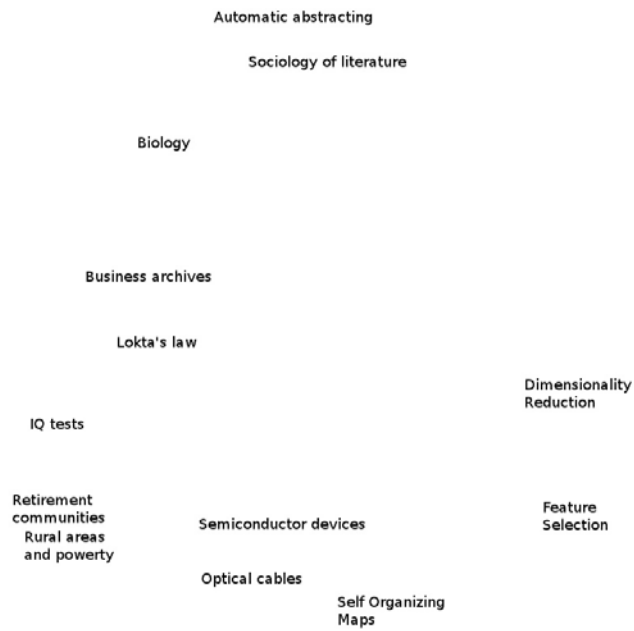 Automatic abstracting
Sociology of literature
Biology
Business archives
Lokta's law
Dimensionality
Reduction
IQ tests
Retirement
communities
Rural areas
and powerty
Semiconductor devices
Feature
Selection
Optical cables
Self Organizing
Maps